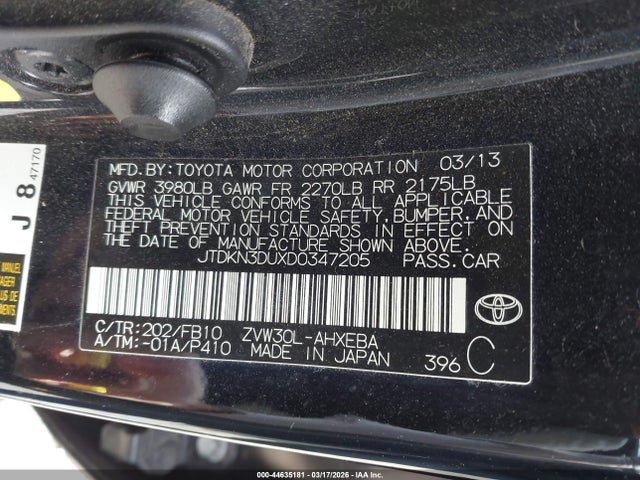 MFD.BY:TOYOTA MOTOR CORPORATION 03/13
GVWR 3980LB GAWR FR 2270LB RR 2175LB
THIS VEHICLE CONFORMS TO ALL APPLICABLE
FEDERAL MOTOR VEHICLE SAFETY, BUMPER, AND
THEFT PREVENTION STANDARDS IN EFFECT ON
THE DATE OF MANUFACTURE SHOWN ABOVE.
JTDKN3DUXD0347205 PASS.CAR
C/TR:202/FB10 ZVW30L-AHXEBA
A/TM:-01A/P410 MADE IN JAPAN
396 C
J 8
47170
MANUEL
000-44635181 | 03/17/2026 | IAA Inc.